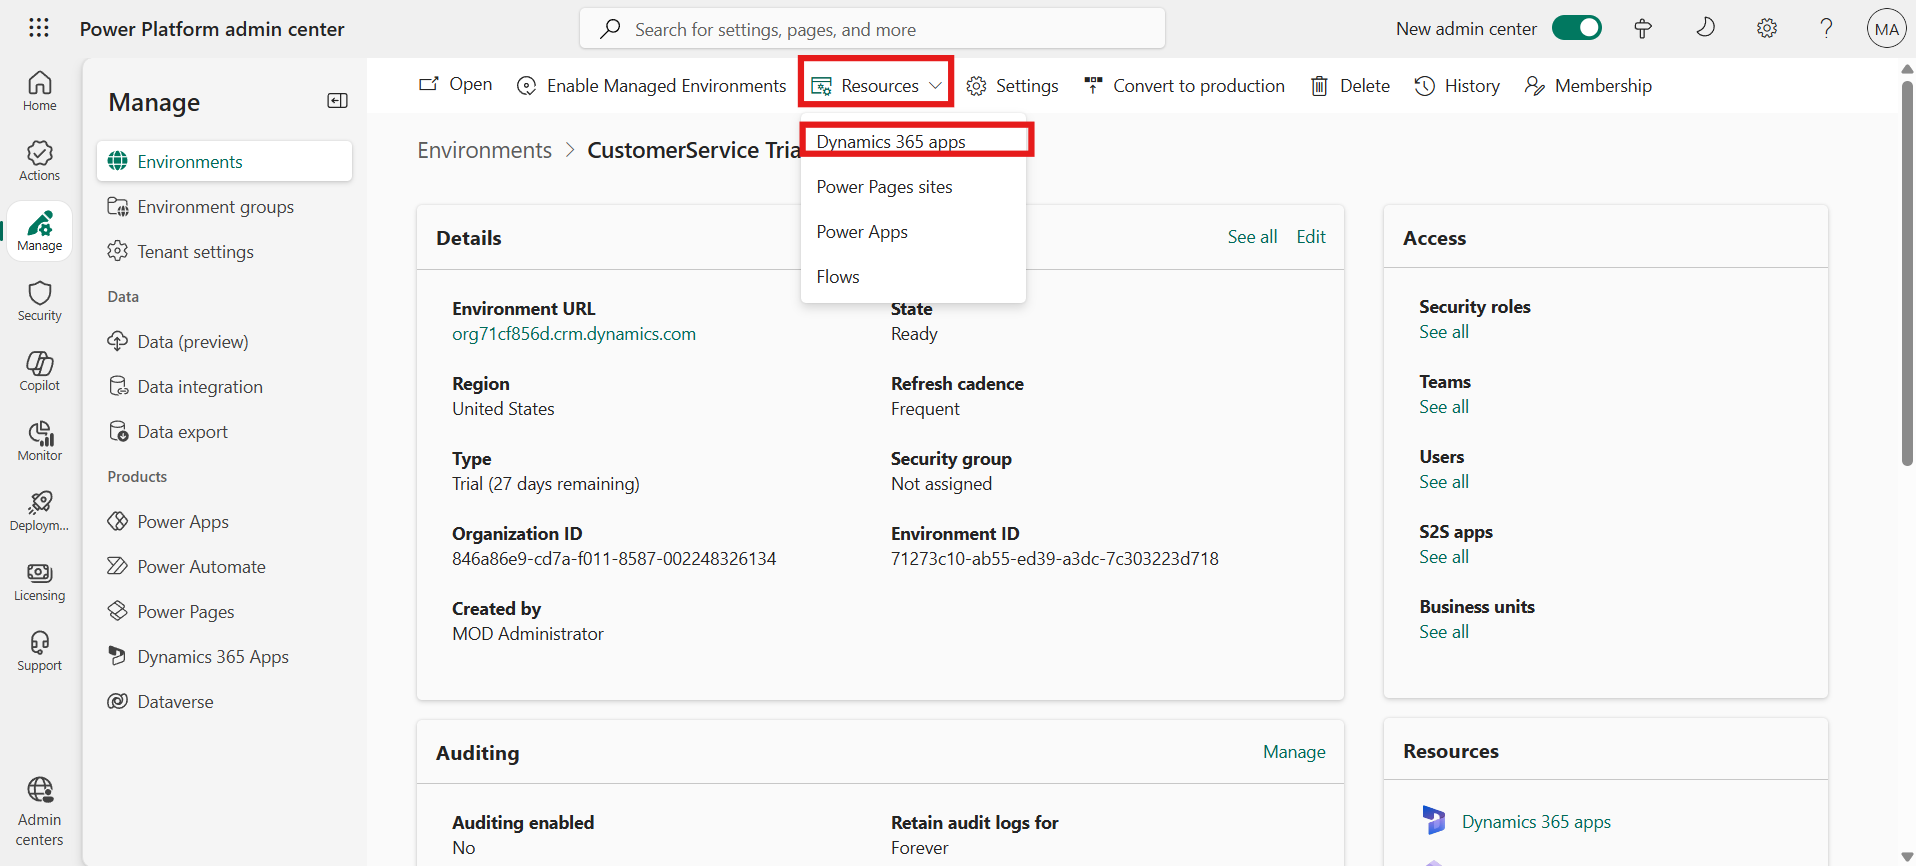 Power Platform admin center
Search for settings, pages, and more
New admin center
MA
Home
Actions
Manage
Security
Copilot
Monitor
Deploym...
Licensing
Support
Admin
centers
Manage
Environments
Environment groups
Tenant settings
Data
Data (preview)
Data integration
Data export
Products
Power Apps
Power Automate
Power Pages
Dynamics 365 Apps
Dataverse
Open
Enable Managed Environments
Resources
Settings
Convert to production
Delete
History
Membership
Dynamics 365 apps
Power Pages sites
Power Apps
Flows
Environments > CustomerService Tria
Details
See all
Edit
Environment URL
org71cf856d.crm.dynamics.com
State
Ready
Region
United States
Refresh cadence
Frequent
Type
Trial (27 days remaining)
Security group
Not assigned
Organization ID
846a86e9-cd7a-f011-8587-002248326134
Environment ID
71273c10-ab55-ed39-a3dc-7c303223d718
Created by
MOD Administrator
Access
Security roles
See all
Teams
See all
Users
See all
S2S apps
See all
Business units
See all
Auditing
Manage
Auditing enabled
No
Retain audit logs for
Forever
Resources
Dynamics 365 apps